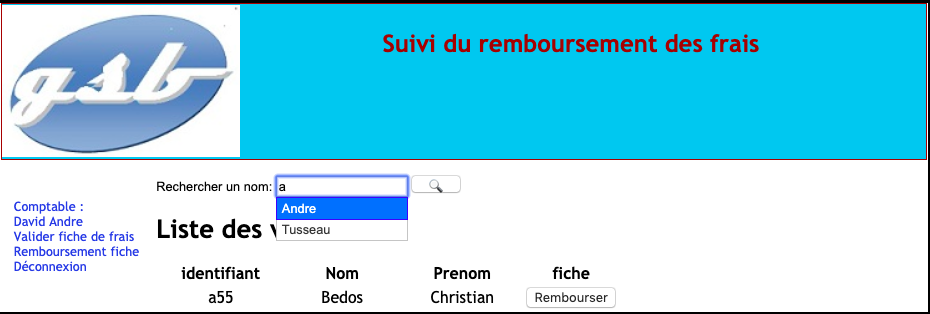 gsb
Suivi du remboursement des frais
Rechercher un nom: a
Andre
Tusseau
Comptable :
David Andre
Valider fiche de frais
Remboursement fiche
Déconnexion
Liste des
identifiant Nom Prenom fiche
a55 Bedos Christian Rembourser